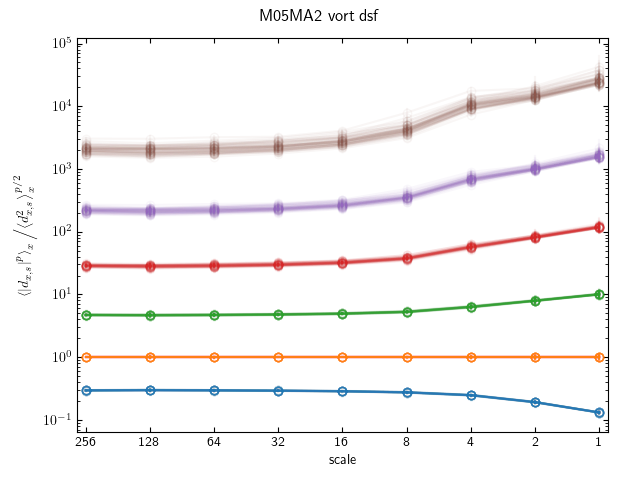 M05MA2 vort dsf
⟨|d_{x,s}|^p⟩_x / ⟨d^2_{x,s}⟩_x^{p/2}
10^5
10^4
10^3
10^2
10^1
10^0
10^{-1}
256 128 64 32 16 8 4 2 1
scale